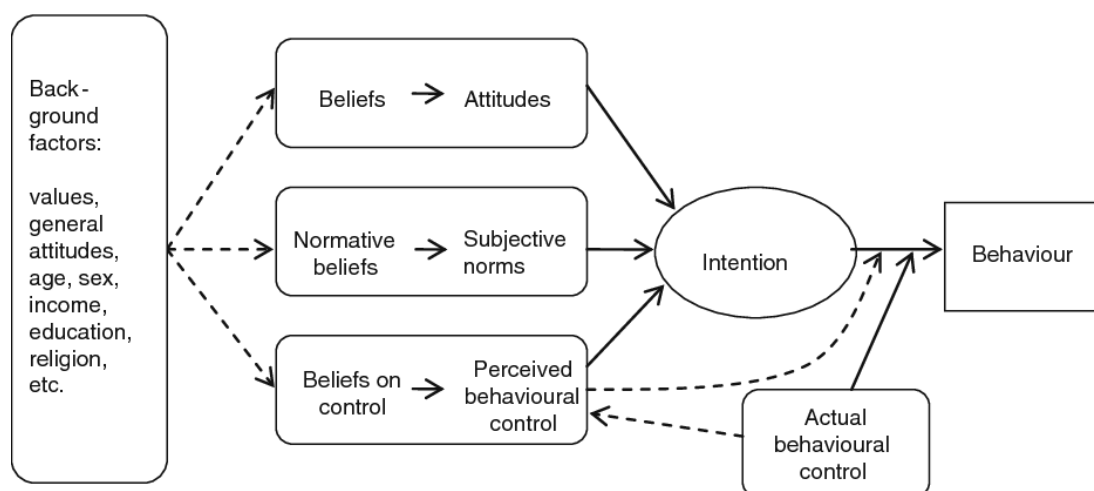 Back-
ground
factors:
values,
general
attitudes,
age, sex,
income,
education,
religion,
etc.
Beliefs
Attitudes
Normative
beliefs
Subjective
norms
Beliefs on
control
Perceived
behavioural
control
Intention
Behaviour
Actual
behavioural
control